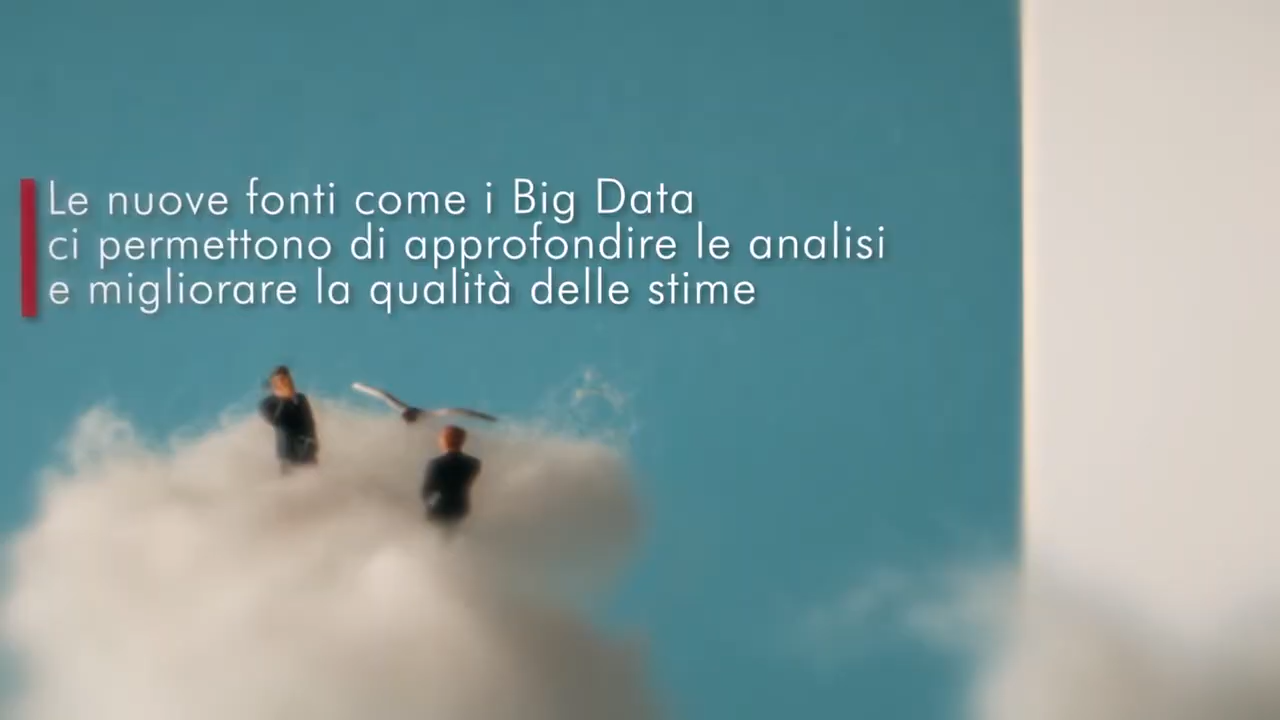 Le nuove fonti come i Big Data
ci permettono di approfondire le analisi
e migliorare la qualità delle stime